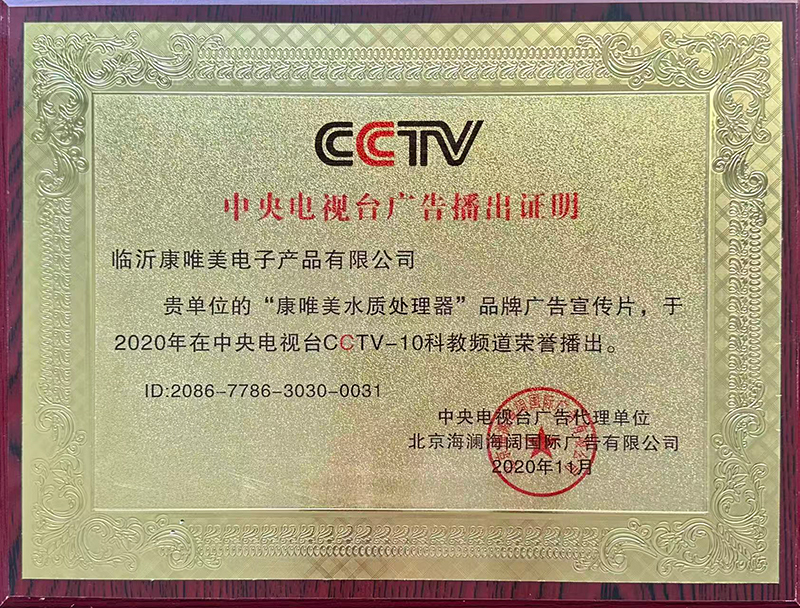 CCTV
中央电视台广告播出证明
临沂康唯美电子产品有限公司
贵单位的“康唯美水质处理器”品牌广告宣传片，于
2020年在中央电视台CCTV-10科教频道荣誉播出。
ID:2086-7786-3030-0031
中央电视台广告代理单位
北京海澜海阔国际广告有限公司
2020年11月